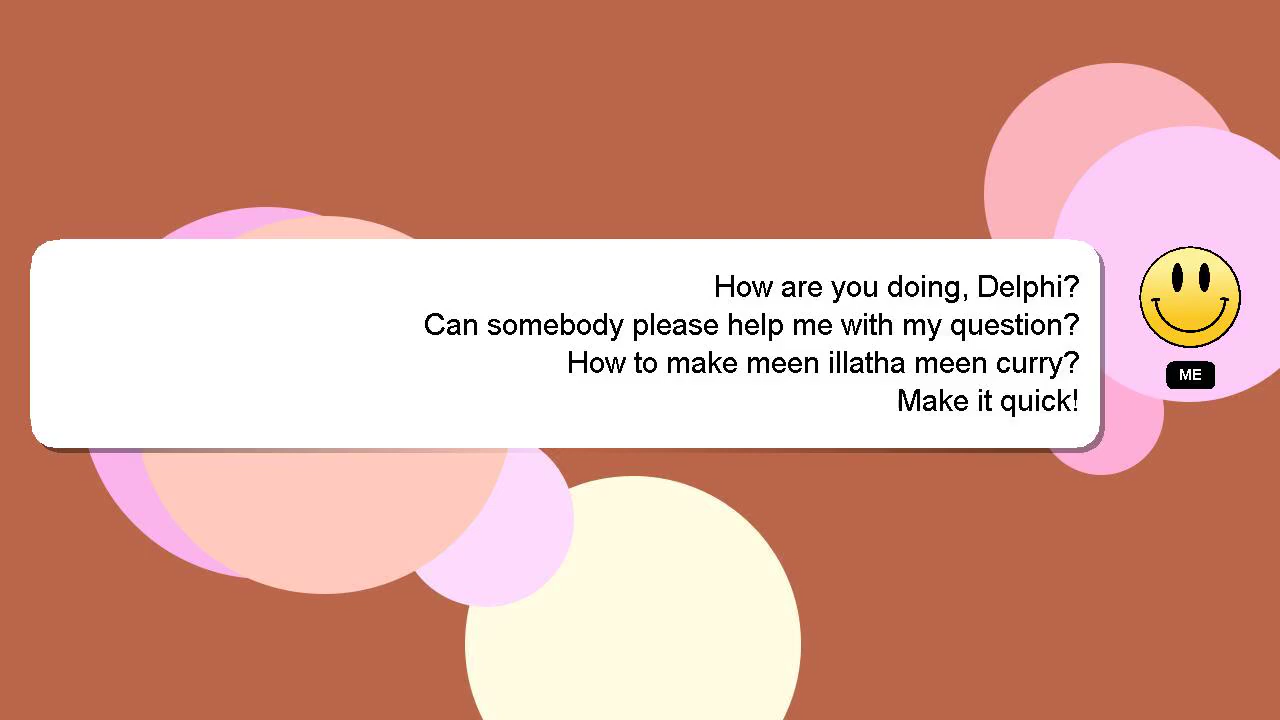 How are you doing, Delphi?
Can somebody please help me with my question?
How to make meen illatha meen curry?
Make it quick!
ME